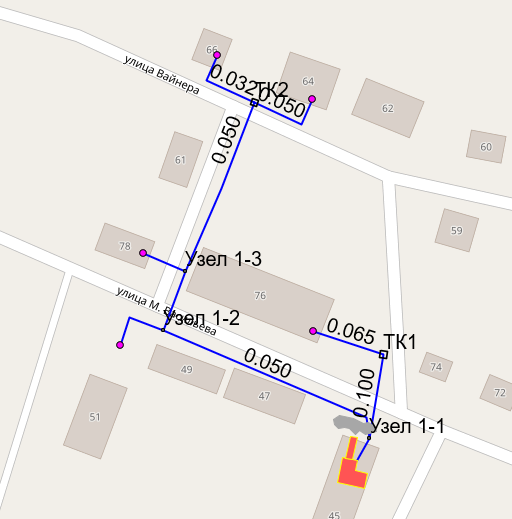 66
улица Вайнера
0.032
ТК2
0.050
64
62
0.050
61
60
59
78
Узел 1-3
76
улица М.
Узел 1-2
0.065
ТК1
0.050
49
47
0.100
74
72
51
Узел 1-1
45